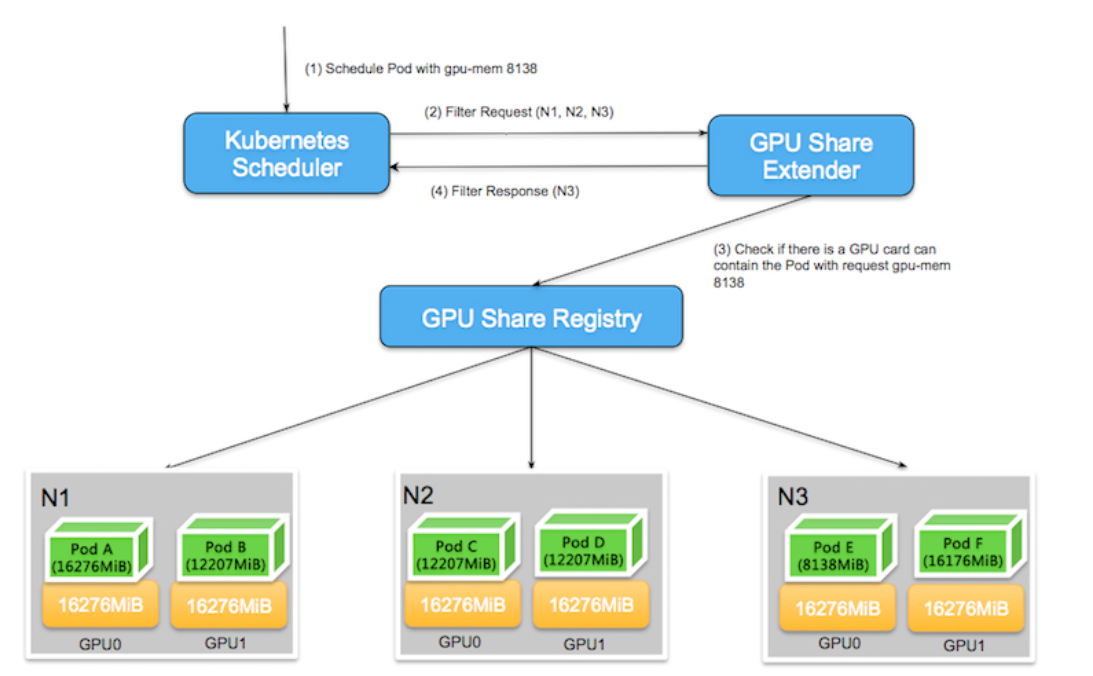 (1) Schedule Pod with gpu-mem 8138
(2) Filter Request (N1, N2, N3)
Kubernetes
Scheduler
GPU Share
Extender
(4) Filter Response (N3)
(3) Check if there is a GPU card can
contain the Pod with request gpu-mem
8138
GPU Share Registry
N1
Pod A
(16276MiB)
Pod B
(12207MiB)
16276MiB
16276MiB
GPU0
GPU1
N2
Pod C
(12207MiB)
Pod D
(12207MiB)
16276MiB
16276MiB
GPU0
GPU1
N3
Pod E
(8138MiB)
Pod F
(16176MiB)
16276MiB
16276MiB
GPU0
GPU1